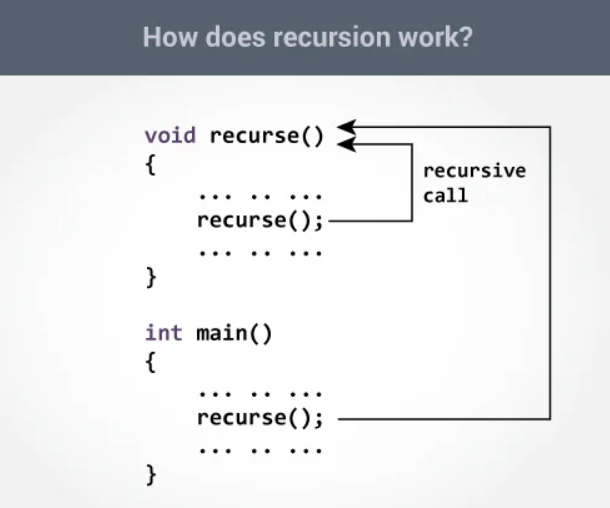 How does recursion work?
void recurse()
{
... .. ...
recurse();
... .. ...
}
recursive
call
int main()
{
... .. ...
recurse();
... .. ...
}